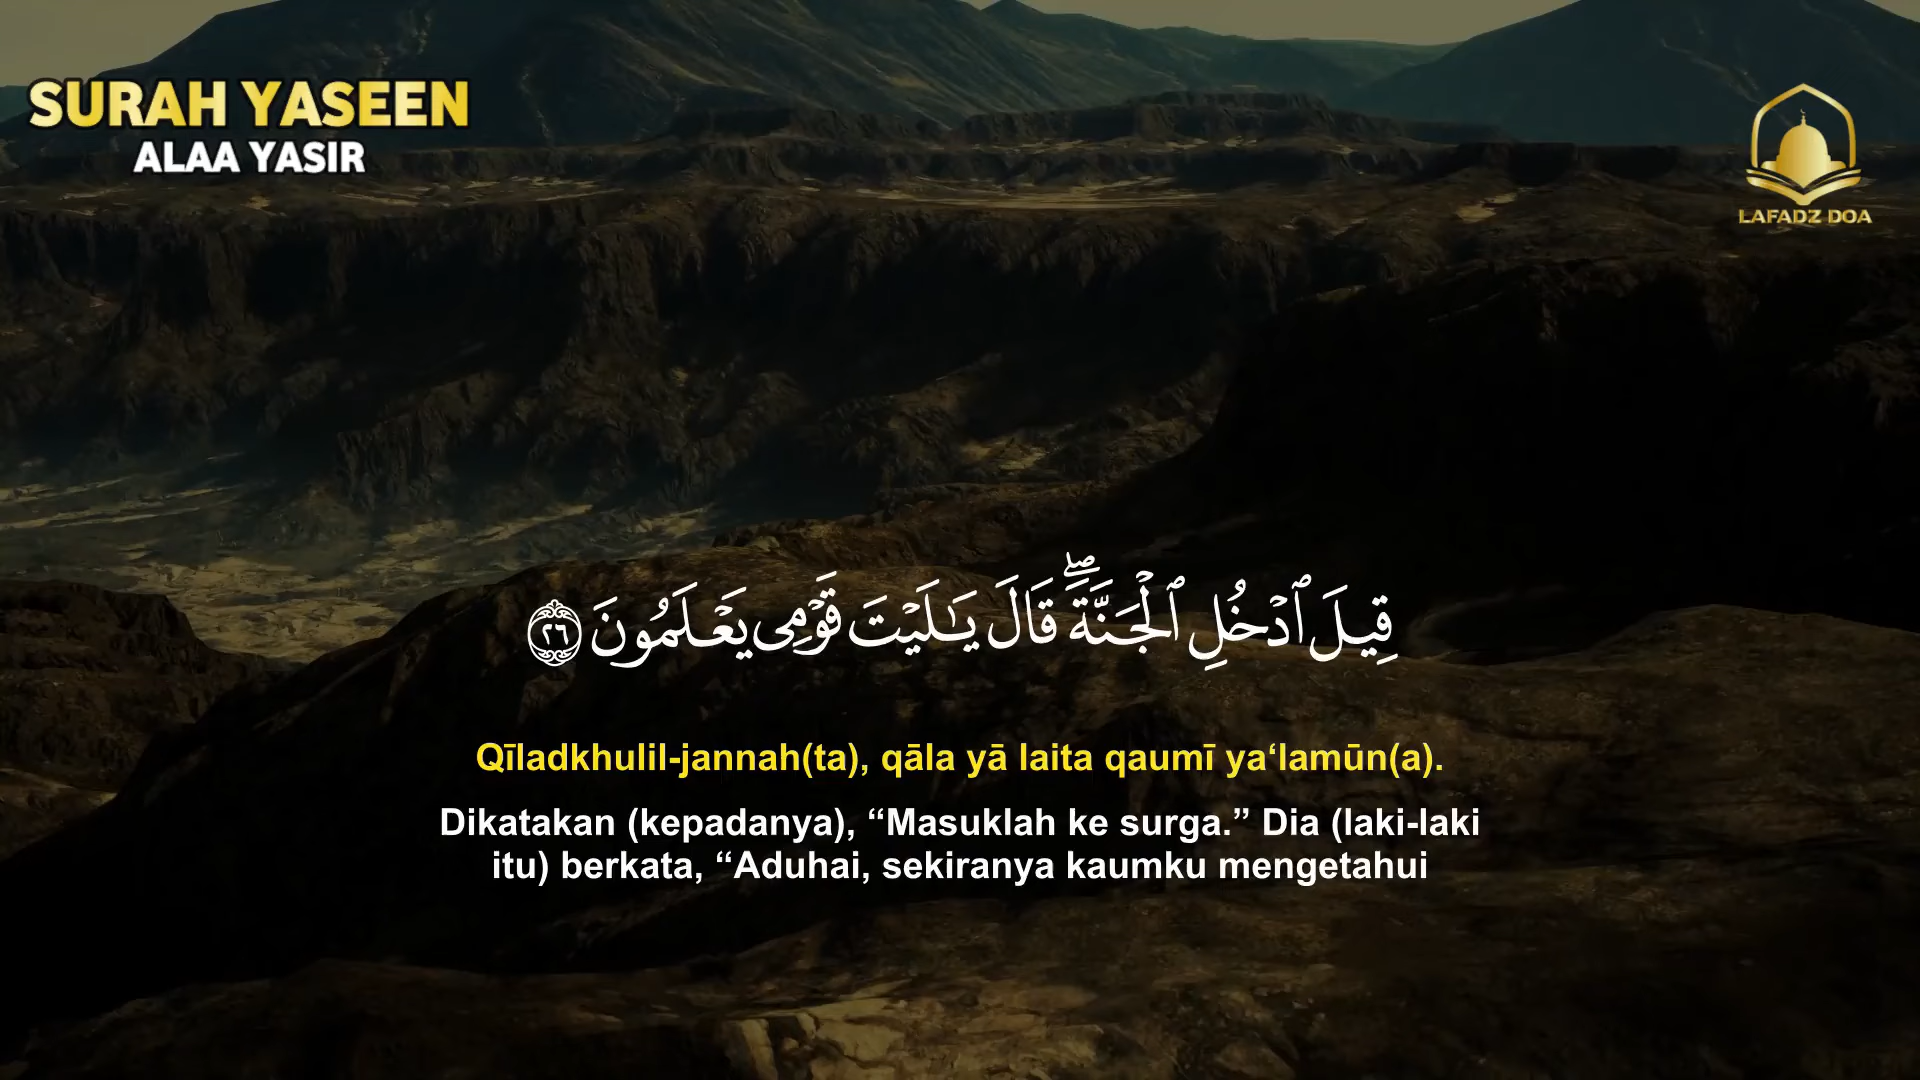 SURAH YASEEN
ALAA YASIR
LAFADZ DOA
قِيلَ ٱدْخُلِ ٱلْجَنَّةَ ۖ قَالَ يَـٰلَيْتَ قَوْمِى يَعْلَمُونَ ٢٦
Qīladkhulil-jannah(ta), qāla yā laita qaumī ya‘lamūn(a).
Dikatakan (kepadanya), “Masuklah ke surga.” Dia (laki-laki
itu) berkata, “Aduhai, sekiranya kaumku mengetahui